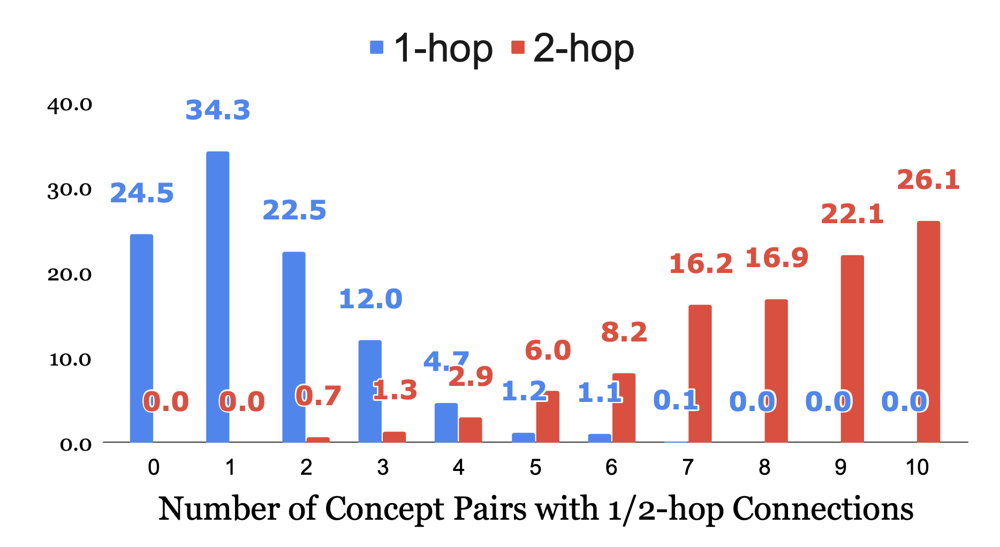 1-hop 2-hop
40.0
30.0
20.0
10.0
0.0
24.5 34.3 22.5 12.0 4.7 1.2 1.1 0.1 0.0 0.0 0.0
0.0 0.0 0.7 1.3 2.9 6.0 8.2 16.2 16.9 22.1 26.1
0 1 2 3 4 5 6 7 8 9 10
Number of Concept Pairs with 1/2-hop Connections